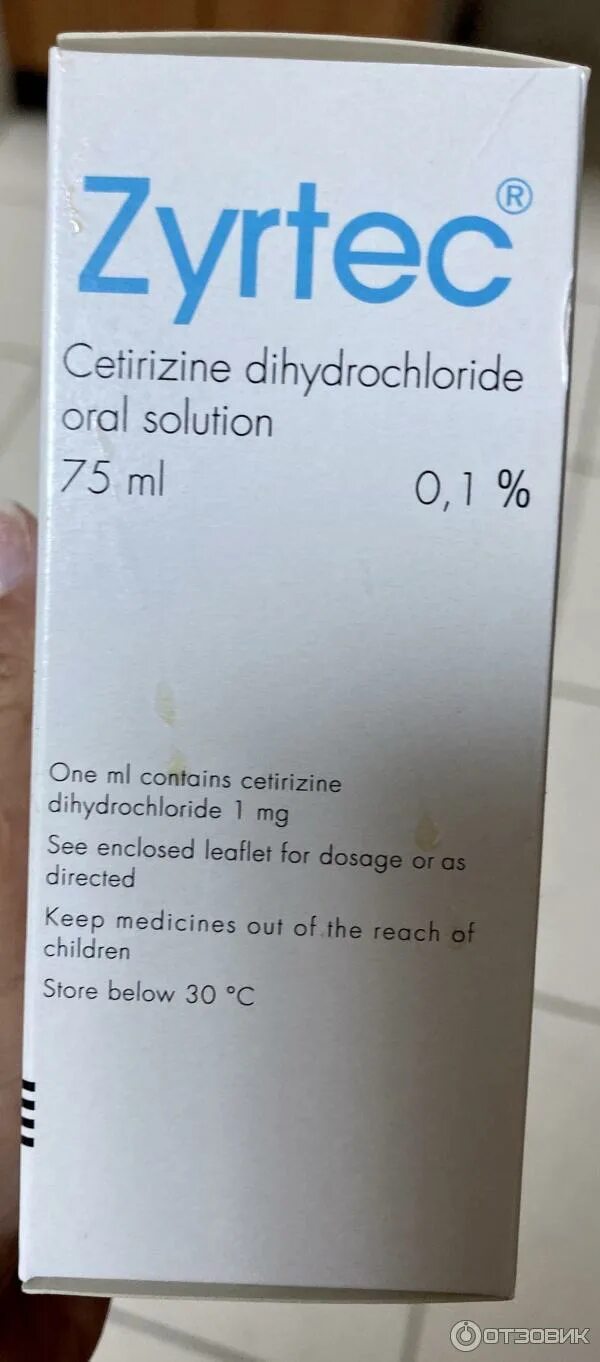 Zyrtec®
Cetirizine dihydrochloride
oral solution
75 ml 0,1 %
One ml contains cetirizine
dihydrochloride 1 mg
See enclosed leaflet for dosage or as
directed
Keep medicines out of the reach of
children
Store below 30 °C
ОТЗОВИК